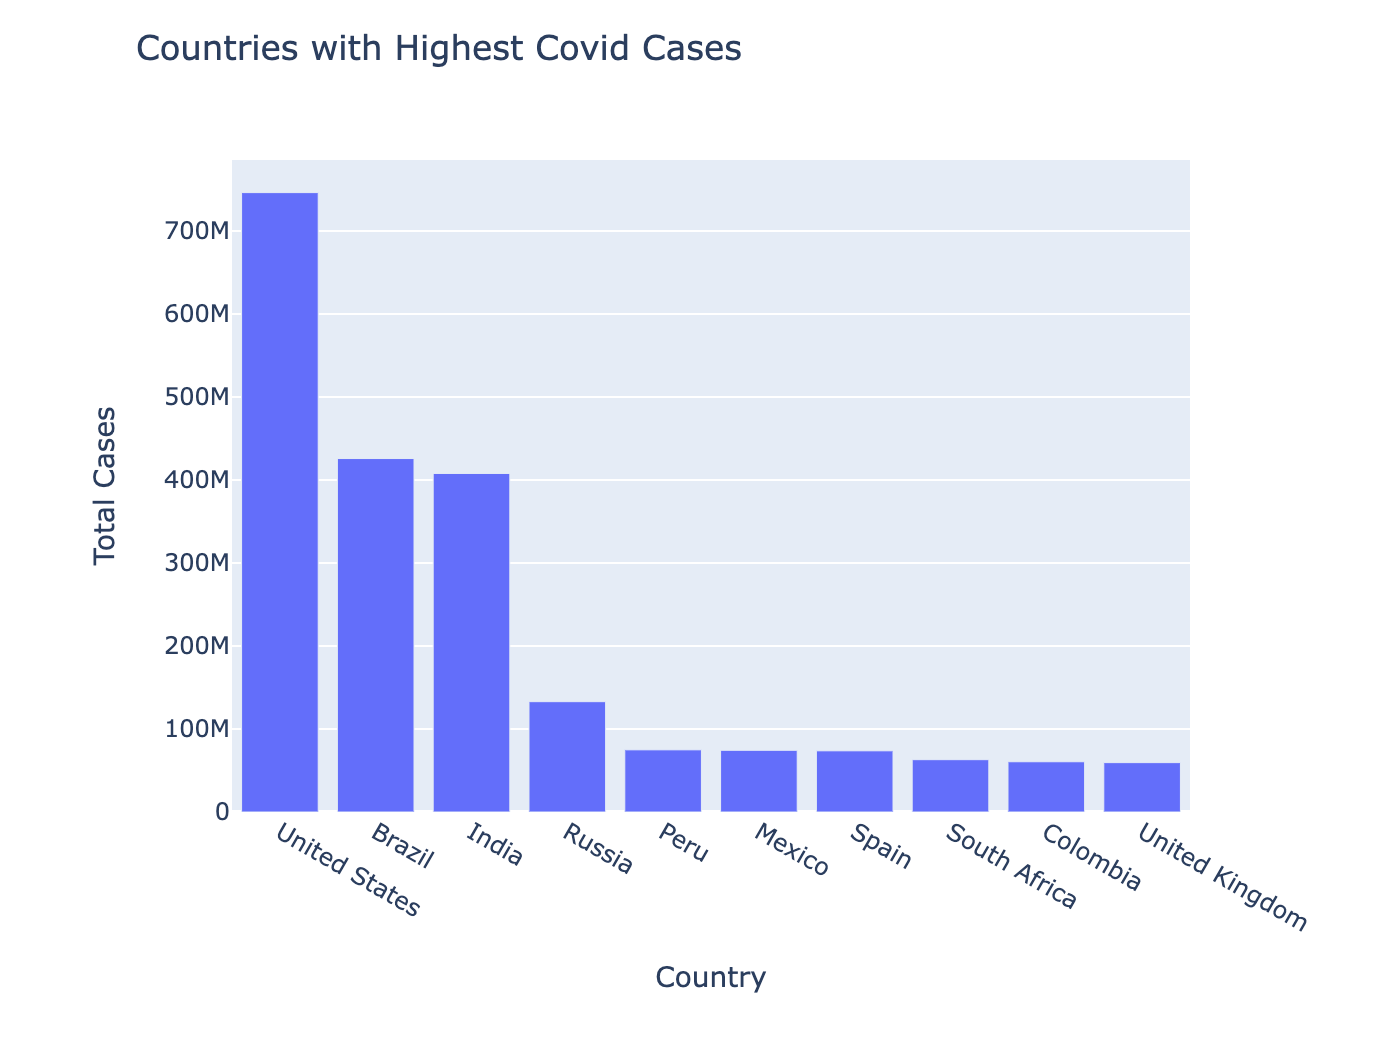 Countries with Highest Covid Cases
Total Cases
700M
600M
500M
400M
300M
200M
100M
0
United States
Brazil
India
Russia
Peru
Mexico
Spain
South Africa
Colombia
United Kingdom
Country